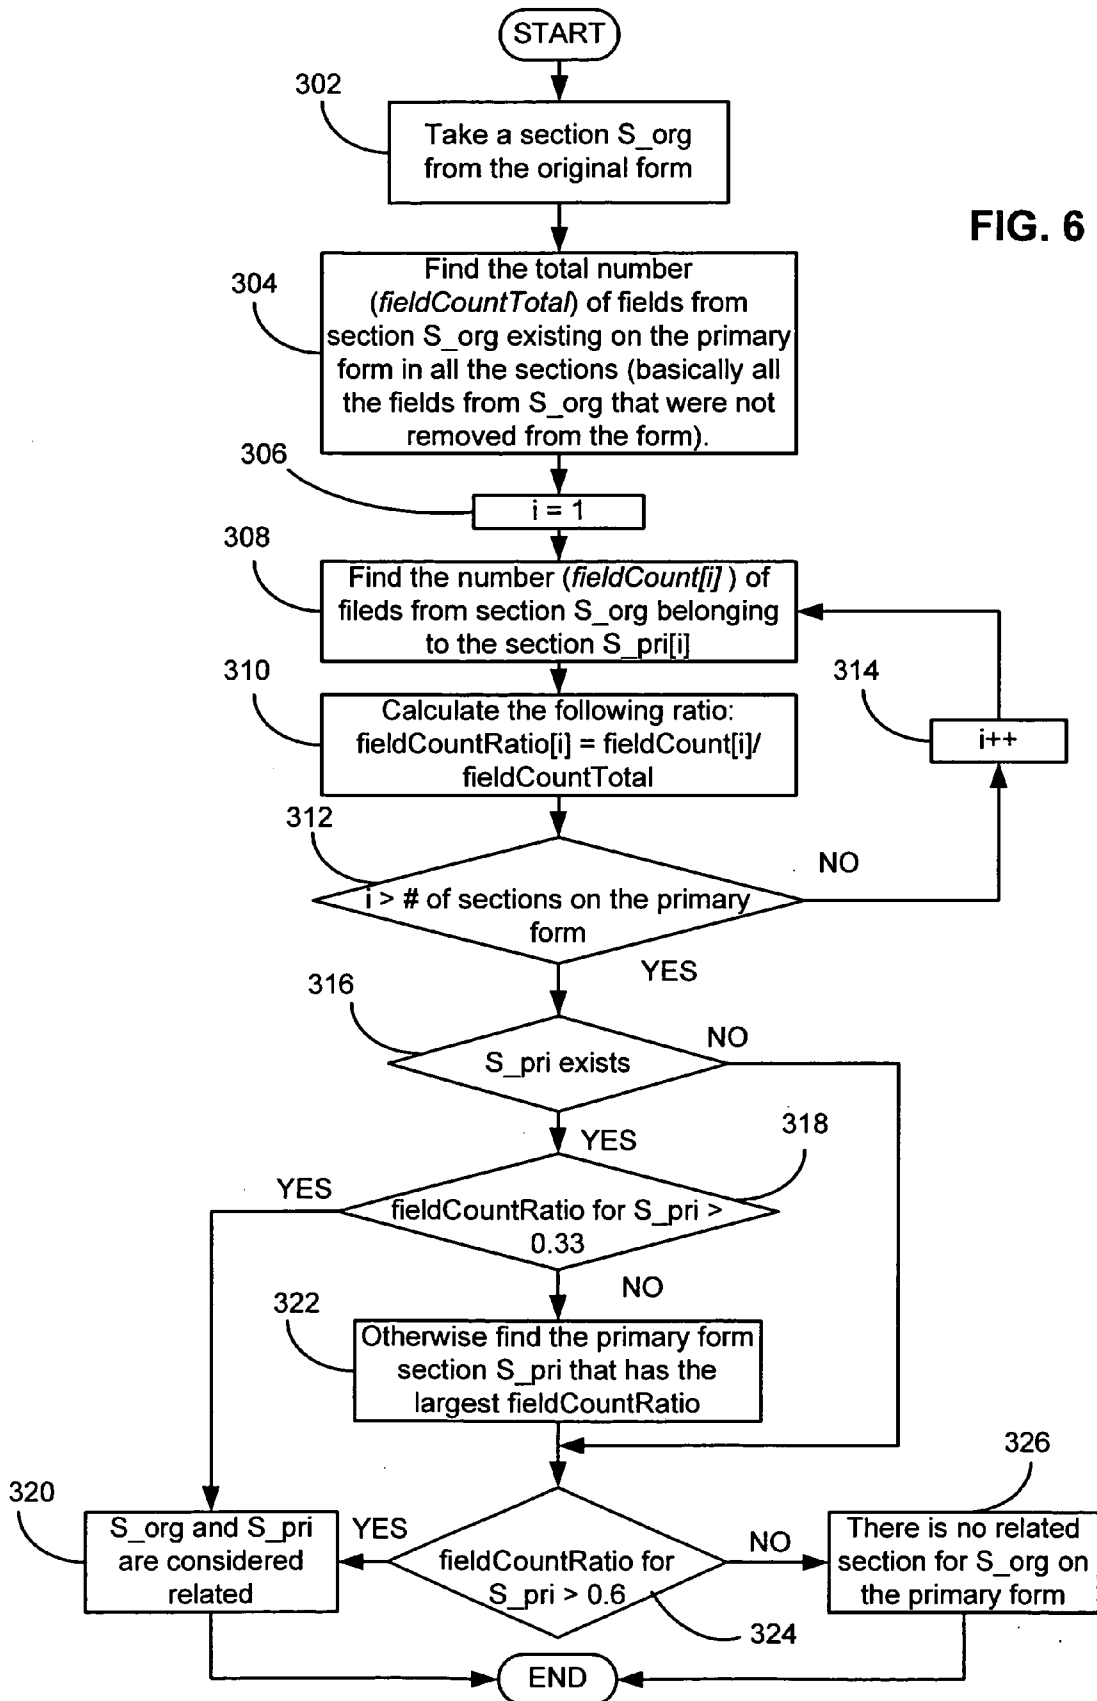 START
302
Take a section S_org
from the original form
FIG. 6
304
Find the total number
(fieldCountTotal) of fields from
section S_org existing on the primary
form in all the sections (basically all
the fields from S_org that were not
removed from the form).
306
i = 1
308
Find the number (fieldCount[i] ) of
fileds from section S_org belonging
to the section S_pri[i]
310
Calculate the following ratio:
fieldCountRatio[i] = fieldCount[i]/
fieldCountTotal
314
i++
312
i > # of sections on the primary
form
NO
YES
316
S_pri exists
NO
YES
318
fieldCountRatio for S_pri >
0.33
YES
NO
322
Otherwise find the primary form
section S_pri that has the
largest fieldCountRatio
326
320
S_org and S_pri
are considered
related
YES
fieldCountRatio for
S_pri > 0.6
NO
There is no related
section for S_org on
the primary form
324
END